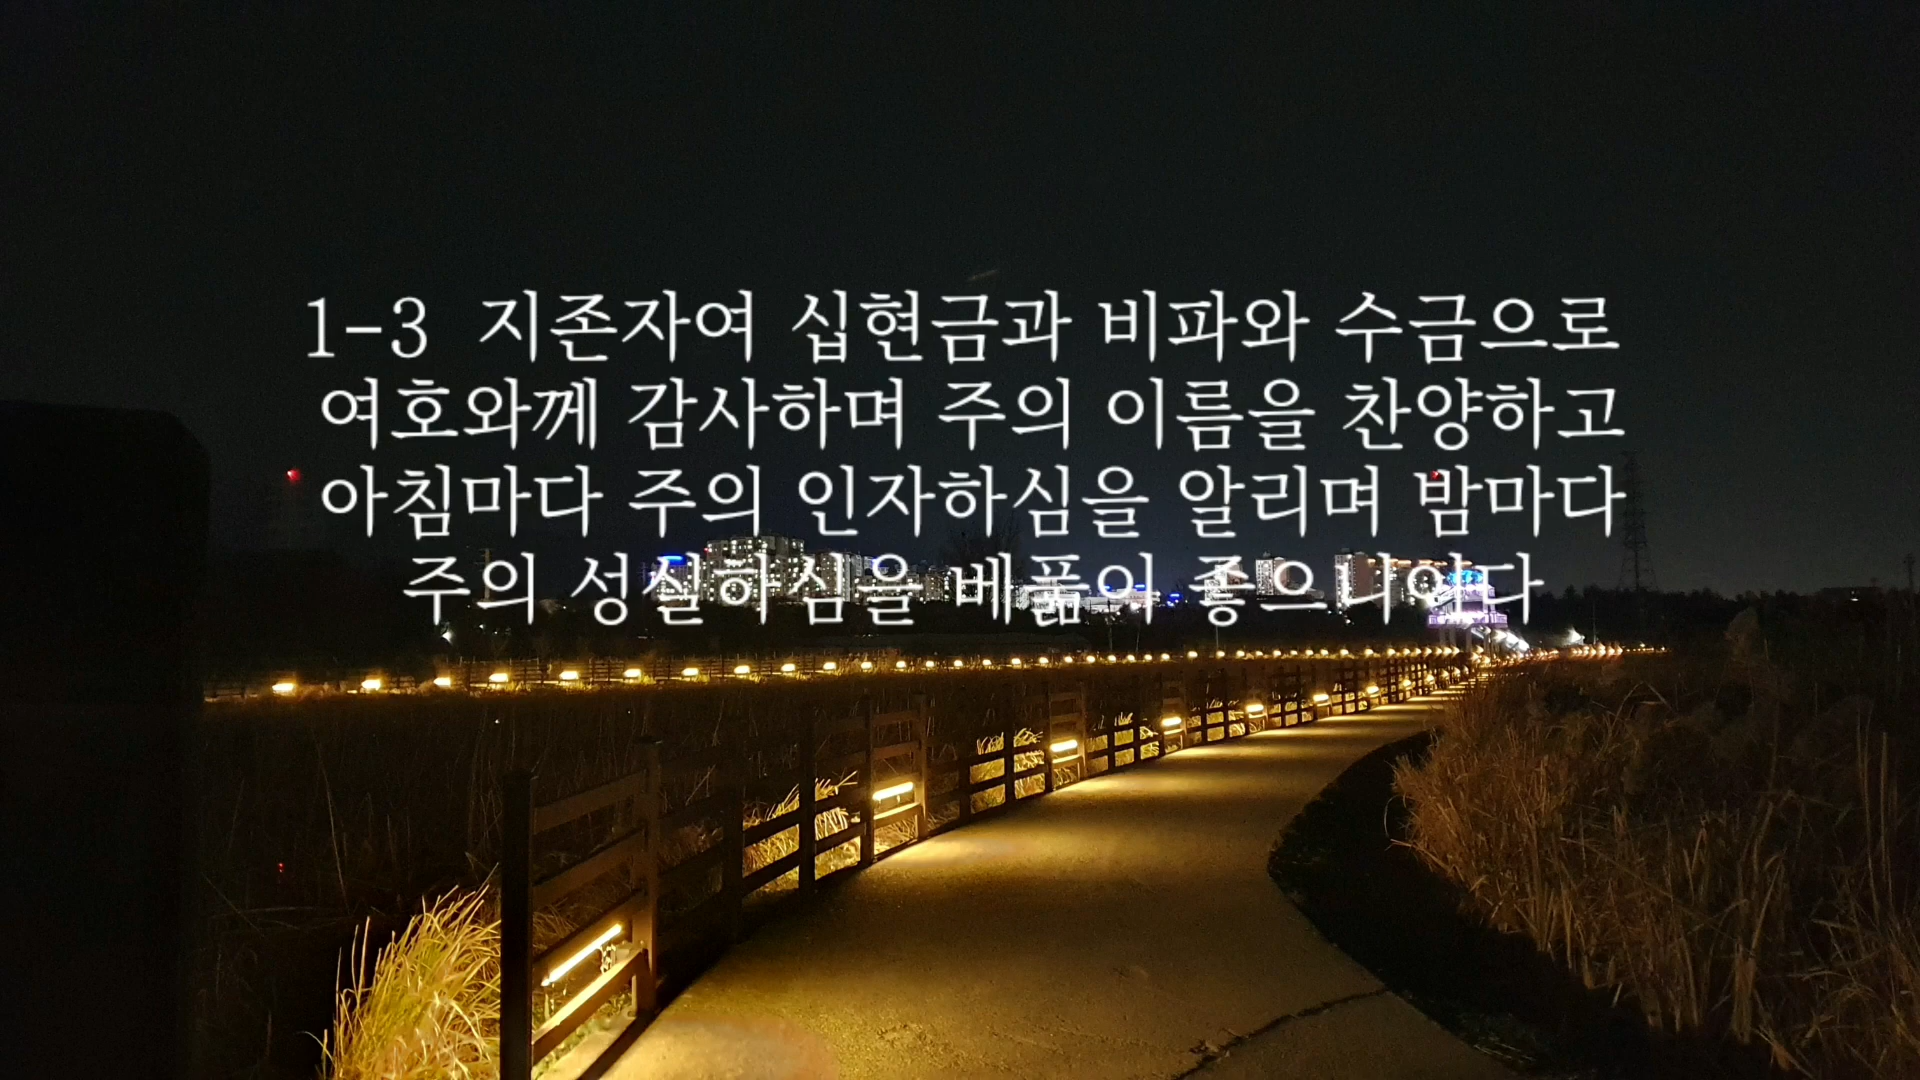 1-3 지존자여 십현금과 비파와 수금으로
여호와께 감사하며 주의 이름을 찬양하고
아침마다 주의 인자하심을 알리며 밤마다
주의 성실하심을 베풂이 좋으니이다